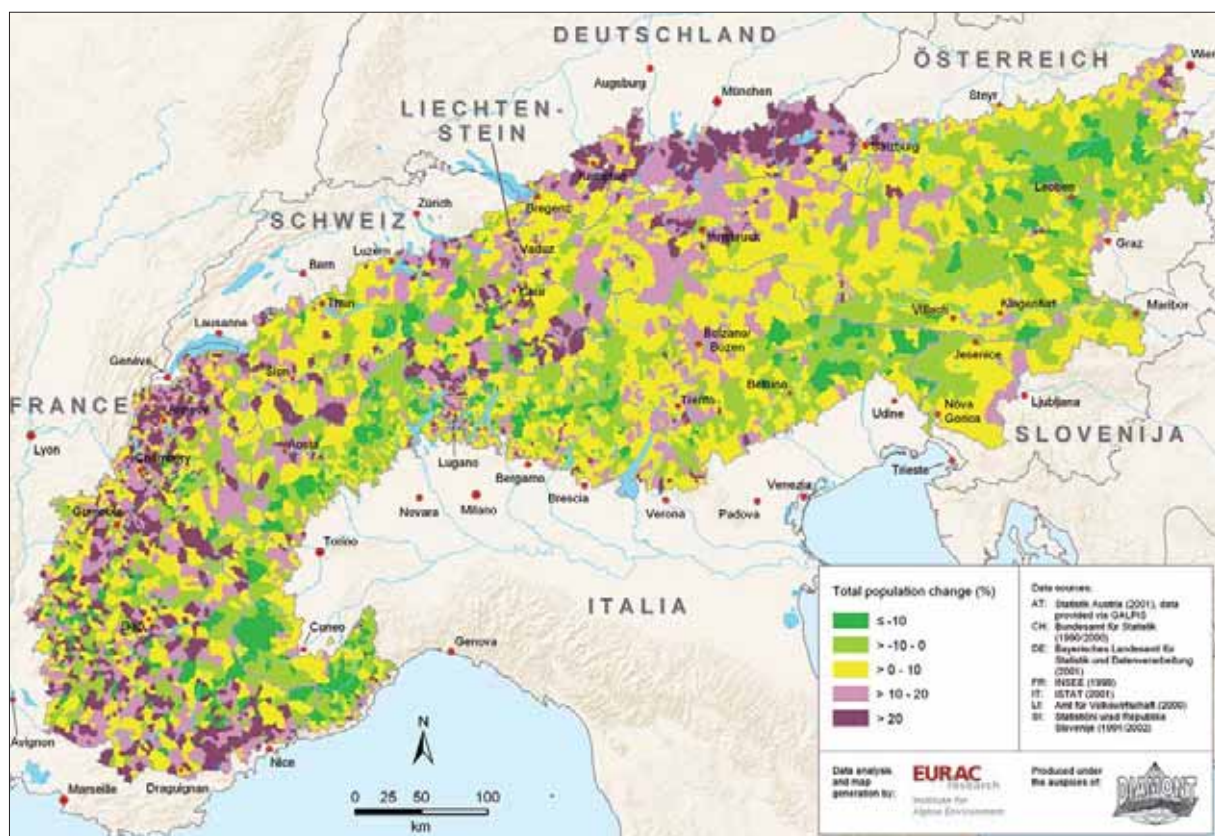 DEUTSCHLAND
ÖSTERREICH
Wien
Augsburg
München
Steyr
LIECHTEN-
STEIN
Salzburg
Kempten
Leoben
Zürich
Bregenz
SCHWEIZ
Innsbruck
Graz
Luzern
Vaduz
Bern
Chur
Thun
Klagenfurt
Maribor
Villach
Lausanne
Bolzano/
Bozen
Jesenice
Genève
Sion
Belluno
FRANCE
Annecy
Trento
Udine
Nova
Gorica
Ljubljana
Lyon
Aosta
SLOVENIJA
Chambery
Lugano
Trieste
Bergamo
Brescia
Venezia
Novara
Milano
Verona
Padova
Grenoble
Torino
ITALIA
Cuneo
Genova
Avignon
Nice
Marseille
Draguignan
N
0 25 50 100
km
Total population change (%)
≤ -10
> -10 - 0
> 0 - 10
> 10 - 20
> 20
Data sources:
AT: Statistik Austria (2001), data
provided via GALPIS
CH: Bundesamt für Statistik
(1990/2000)
DE: Bayerisches Landesamt für
Statistik und Datenverarbeitung
(2001)
FR: INSEE (1999)
IT: ISTAT (2001)
LI: Amt für Volkswirtschaft (2000)
SI: Statistični urad Republike
Slovenije (1991/2002)
Data analysis
and map
generation by:
EURAC
research
Institute for
Alpine Environment
Produced under
the auspices of:
DIAMONT